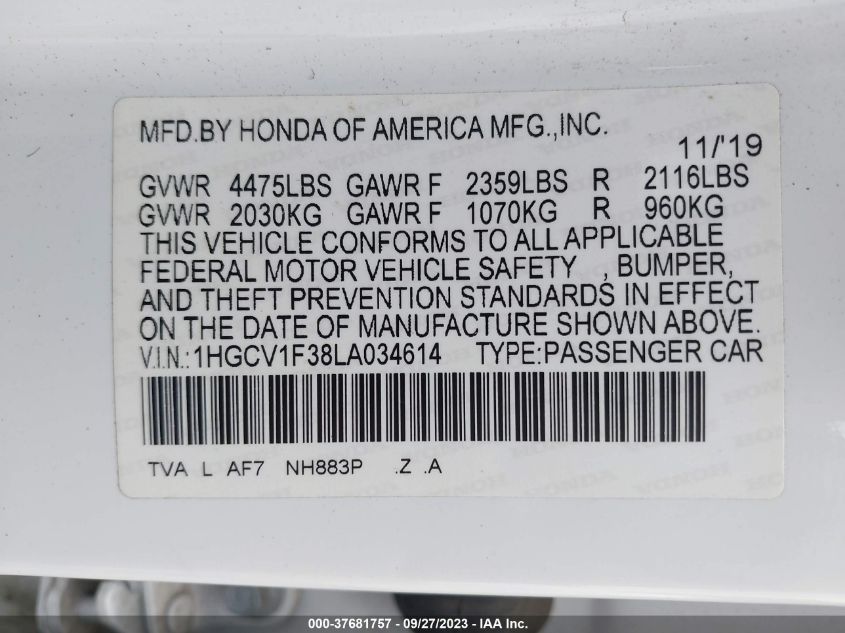 MFD.BY HONDA OF AMERICA MFG.,INC.
11/'19
GVWR 4475LBS GAWR F 2359LBS R 2116LBS
GVWR 2030KG GAWR F 1070KG R 960KG
THIS VEHICLE CONFORMS TO ALL APPLICABLE
FEDERAL MOTOR VEHICLE SAFETY , BUMPER,
AND THEFT PREVENTION STANDARDS IN EFFECT
ON THE DATE OF MANUFACTURE SHOWN ABOVE.
V.I.N.:1HGCV1F38LA034614 TYPE:PASSENGER CAR
TVA L AF7 NH883P .Z .A
000-37681757 - 09/27/2023 - IAA Inc.